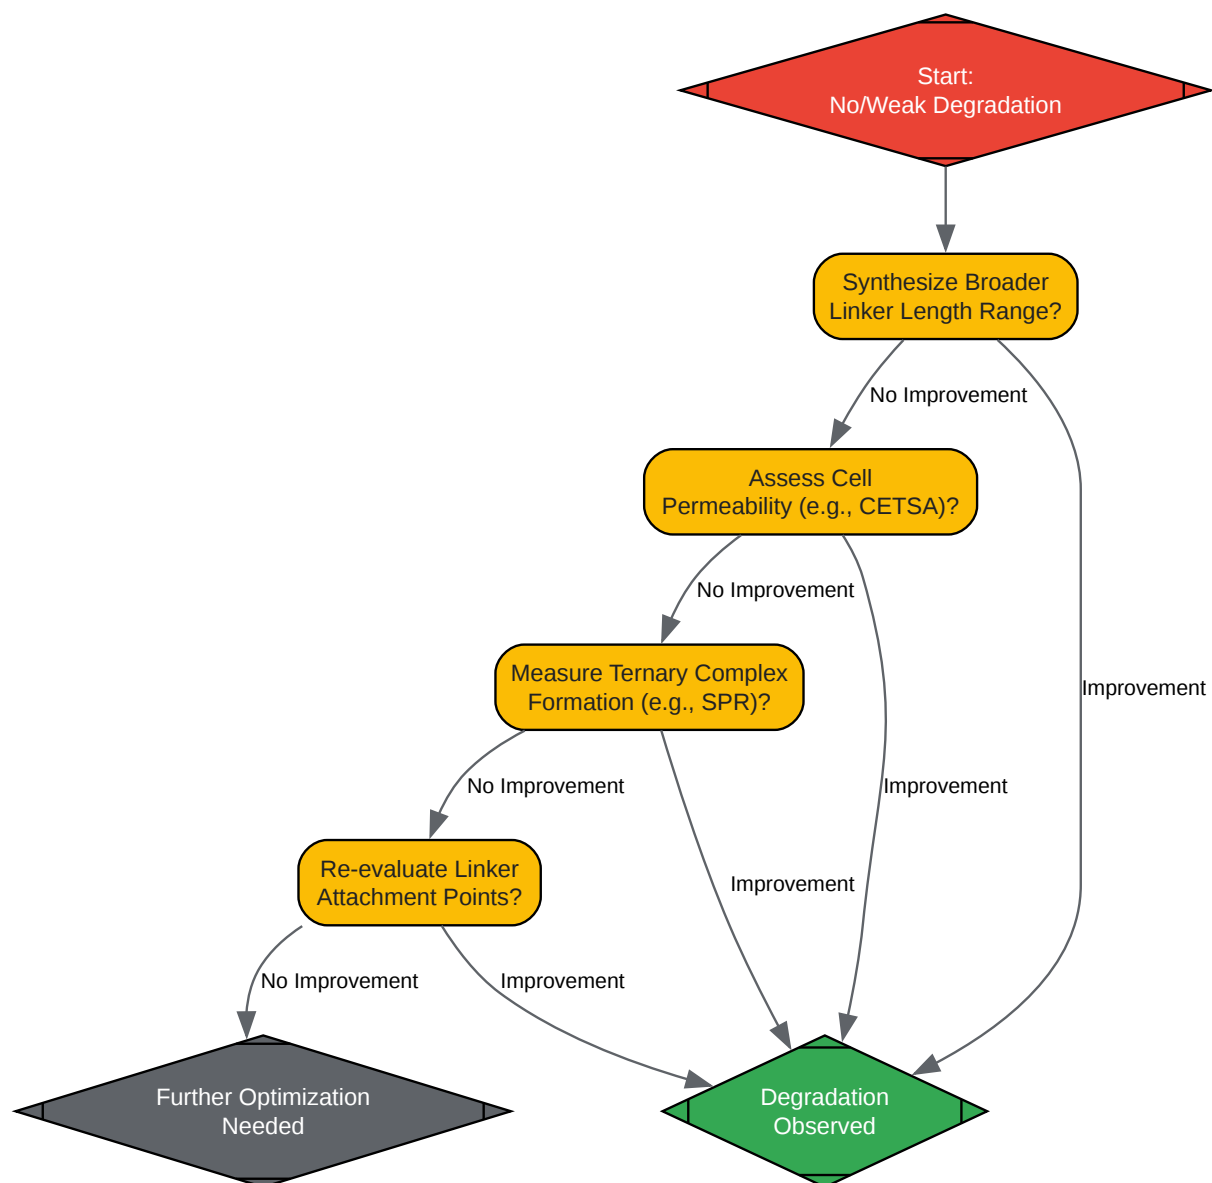 Start:
No/Weak Degradation
Synthesize Broader
Linker Length Range?
No Improvement
Assess Cell
Permeability (e.g., CETSA)?
No Improvement
Measure Ternary Complex
Formation (e.g., SPR)?
Improvement
No Improvement
Improvement
Re-evaluate Linker
Attachment Points?
Improvement
No Improvement
Improvement
Further Optimization
Needed
Degradation
Observed